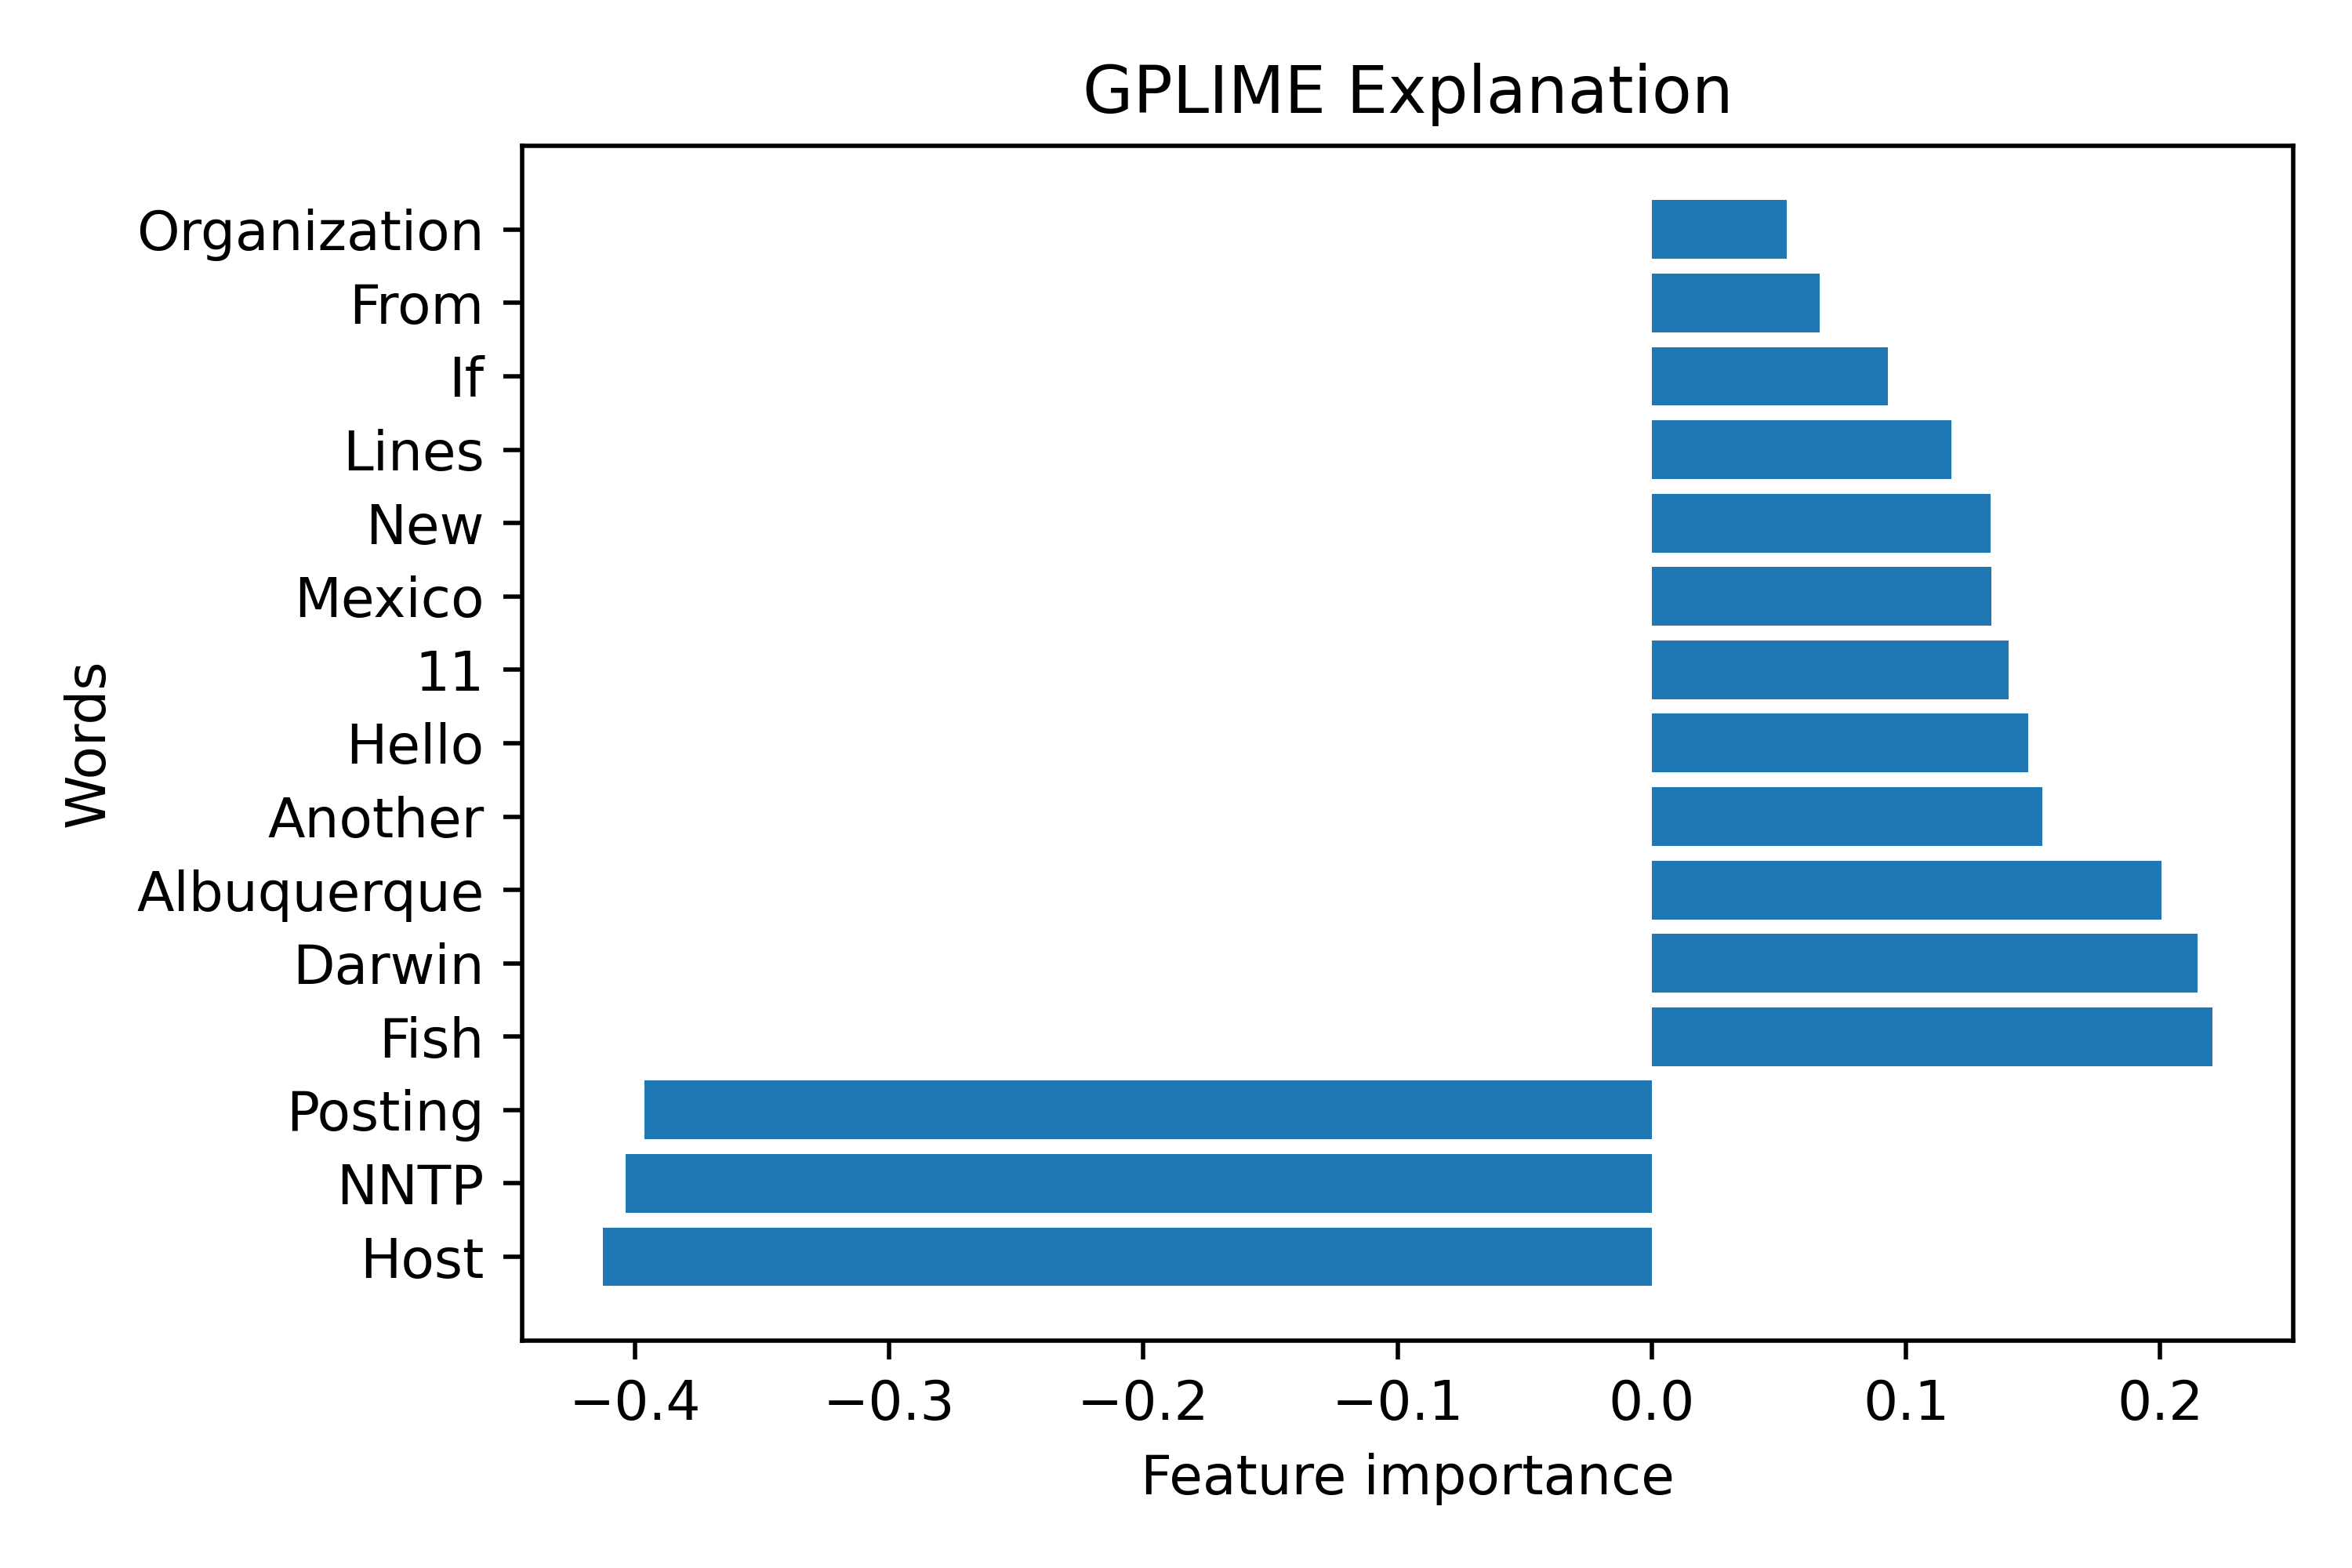 GPLIME Explanation
Organization
From
If
Lines
New
Mexico
11
Hello
Another
Albuquerque
Darwin
Fish
Posting
NNTP
Host
Words
−0.4 −0.3 −0.2 −0.1 0.0 0.1 0.2
Feature importance